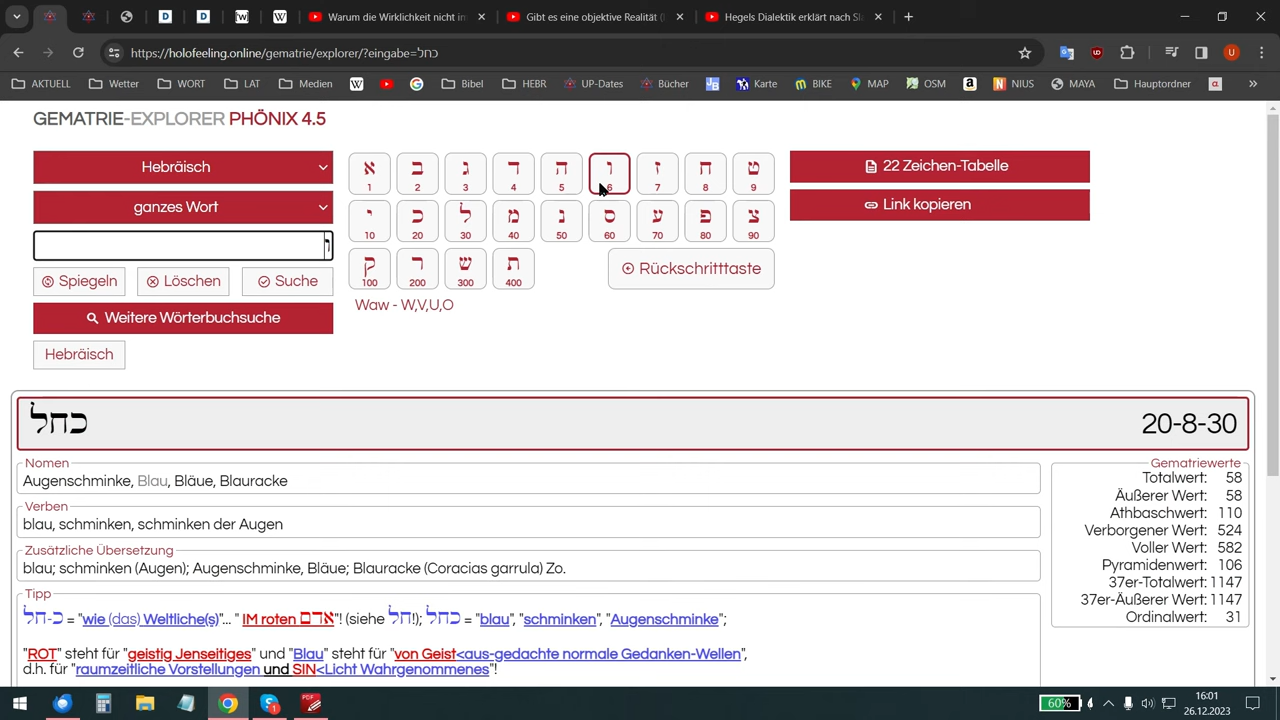 Warum die Wirklichkeit nicht in
Gibt es eine objektive Realität (
Hegels Dialektik erklärt nach Sl
https://holofeeling.online/gematrie/explorer/?eingabe=כחל
AKTUELL Wetter WORT LAT Medien Bibel HEBR UP-Dates Bücher Karte BIKE MAP OSM NIUS MAYA Hauptordner
GEMATRIE-EXPLORER PHÖNIX 4.5
Hebräisch
ganzes Wort
ו
Spiegeln Löschen Suche
Weitere Wörterbuchsuche
Hebräisch
א ב ג ד ה ו ז ח ט
1 2 3 4 5 6 7 8 9
י כ ל מ נ ס ע פ צ
10 20 30 40 50 60 70 80 90
ק ר ש ת
100 200 300 400
Rückschritttaste
Waw - W,V,U,O
22 Zeichen-Tabelle
Link kopieren
כחל 20-8-30
Nomen
Augenschminke, Blau, Bläue, Blauracke
Verben
blau, schminken, schminken der Augen
Zusätzliche Übersetzung
blau; schminken (Augen); Augenschminke, Bläue; Blauracke (Coracias garrula) Zo.
Tipp
כ-חל = "wie (das) Weltliche(s)"... "IM roten אדם"! (siehe חל!); כחל = "blau", "schminken", "Augenschminke";
"ROT" steht für "geistig Jenseitiges" und "Blau" steht für "von Geist<aus-gedachte normale Gedanken-Wellen",
d.h. für "raumzeitliche Vorstellungen und SIN<Licht Wahrgenommenes"!
Gematriewerte
Totalwert: 58
Äußerer Wert: 58
Athbaschwert: 110
Verborgener Wert: 524
Voller Wert: 582
Pyramidenwert: 106
37er-Totalwert: 1147
37er-Äußerer Wert: 1147
Ordinalwert: 31
60%
16:01
26.12.2023